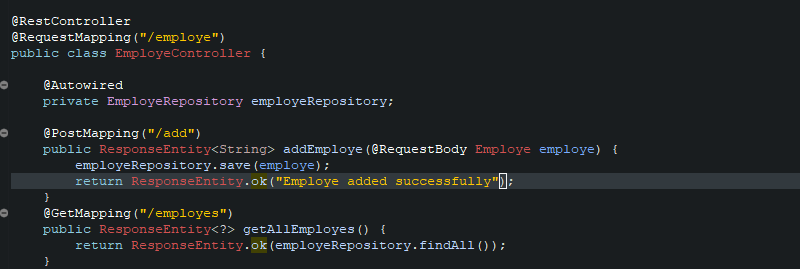 @RestController
@RequestMapping("/employe")
public class EmployeController {
@Autowired
private EmployeRepository employeRepository;
@PostMapping("/add")
public ResponseEntity<String> addEmploye(@RequestBody Employe employe) {
employeRepository.save(employe);
return ResponseEntity.ok("Employe added successfully");
}
@GetMapping("/employes")
public ResponseEntity<?> getAllEmployes() {
return ResponseEntity.ok(employeRepository.findAll());
}